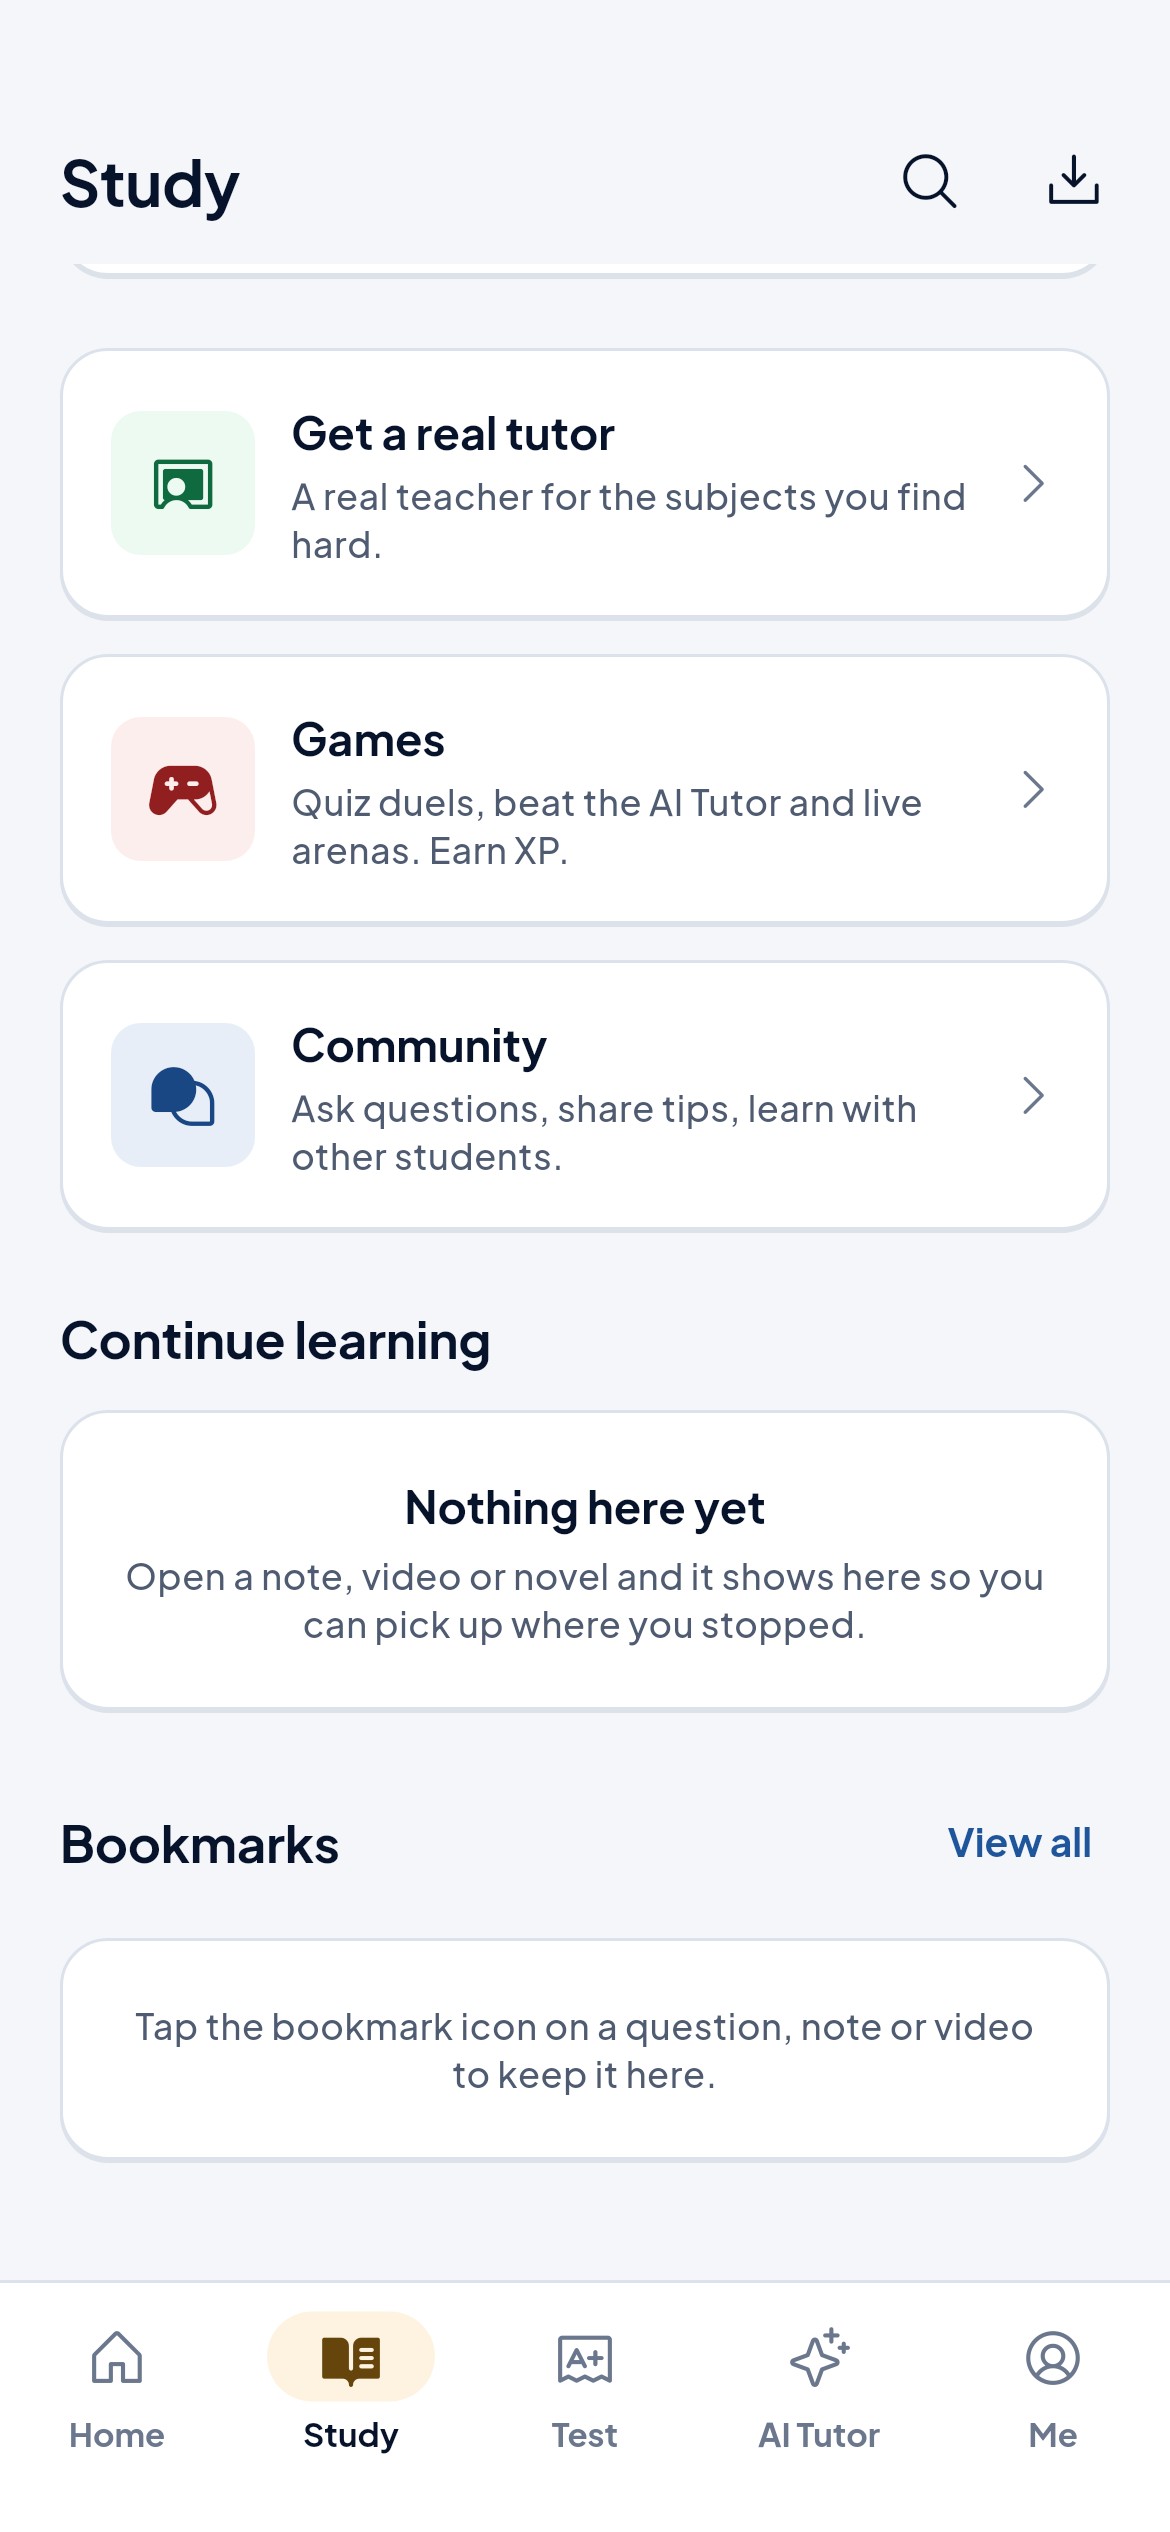 Study
Get a real tutor
A real teacher for the subjects you find
hard.
Games
Quiz duels, beat the AI Tutor and live
arenas. Earn XP.
Community
Ask questions, share tips, learn with
other students.
Continue learning
Nothing here yet
Open a note, video or novel and it shows here so you
can pick up where you stopped.
Bookmarks
View all
Tap the bookmark icon on a question, note or video
to keep it here.
A+
Home
Study
Test
AI Tutor
Me